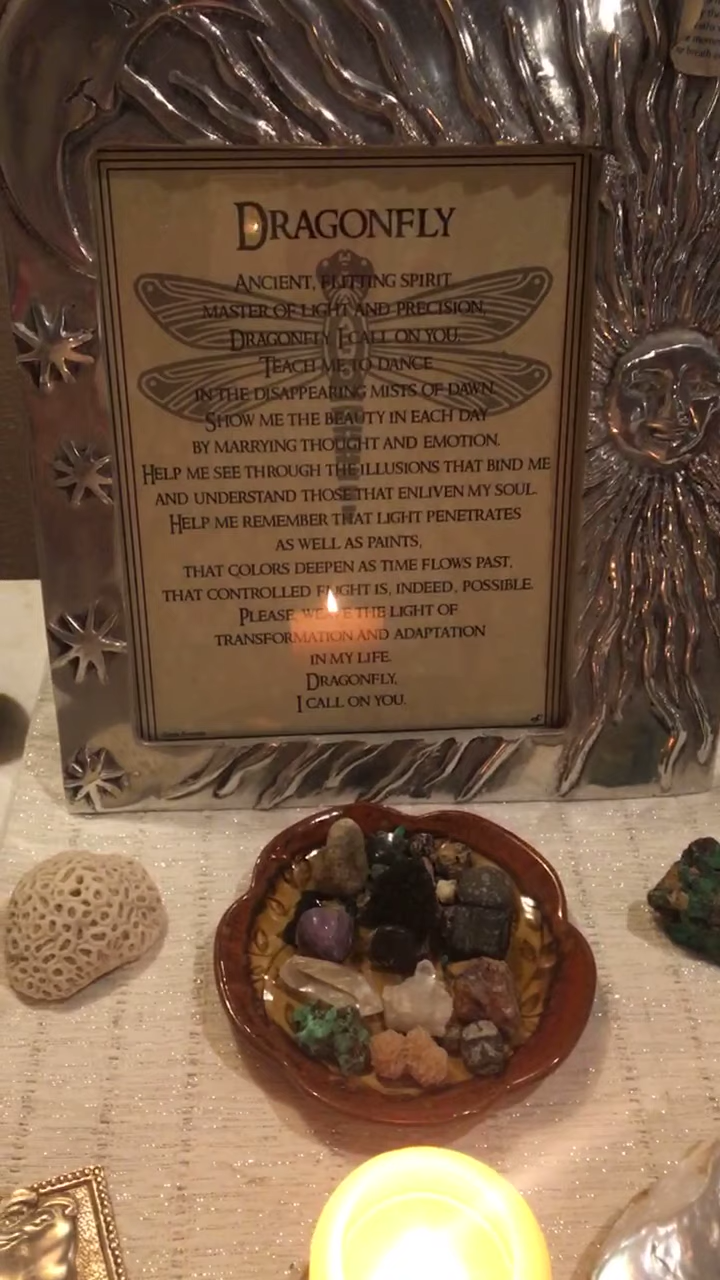 DRAGONFLY
ANCIENT, FLITTING SPIRIT
MASTER OF LIGHT AND PRECISION,
DRAGONFLY I CALL ON YOU.
TEACH ME TO DANCE
IN THE DISAPPEARING MISTS OF DAWN.
SHOW ME THE BEAUTY IN EACH DAY
BY MARRYING THOUGHT AND EMOTION.
HELP ME SEE THROUGH THE ILLUSIONS THAT BIND ME
AND UNDERSTAND THOSE THAT ENLIVEN MY SOUL.
HELP ME REMEMBER THAT LIGHT PENETRATES
AS WELL AS PAINTS,
THAT COLORS DEEPEN AS TIME FLOWS PAST,
THAT CONTROLLED FLIGHT IS, INDEED, POSSIBLE.
PLEASE, WEAVE THE LIGHT OF
TRANSFORMATION AND ADAPTATION
IN MY LIFE.
DRAGONFLY,
I CALL ON YOU.